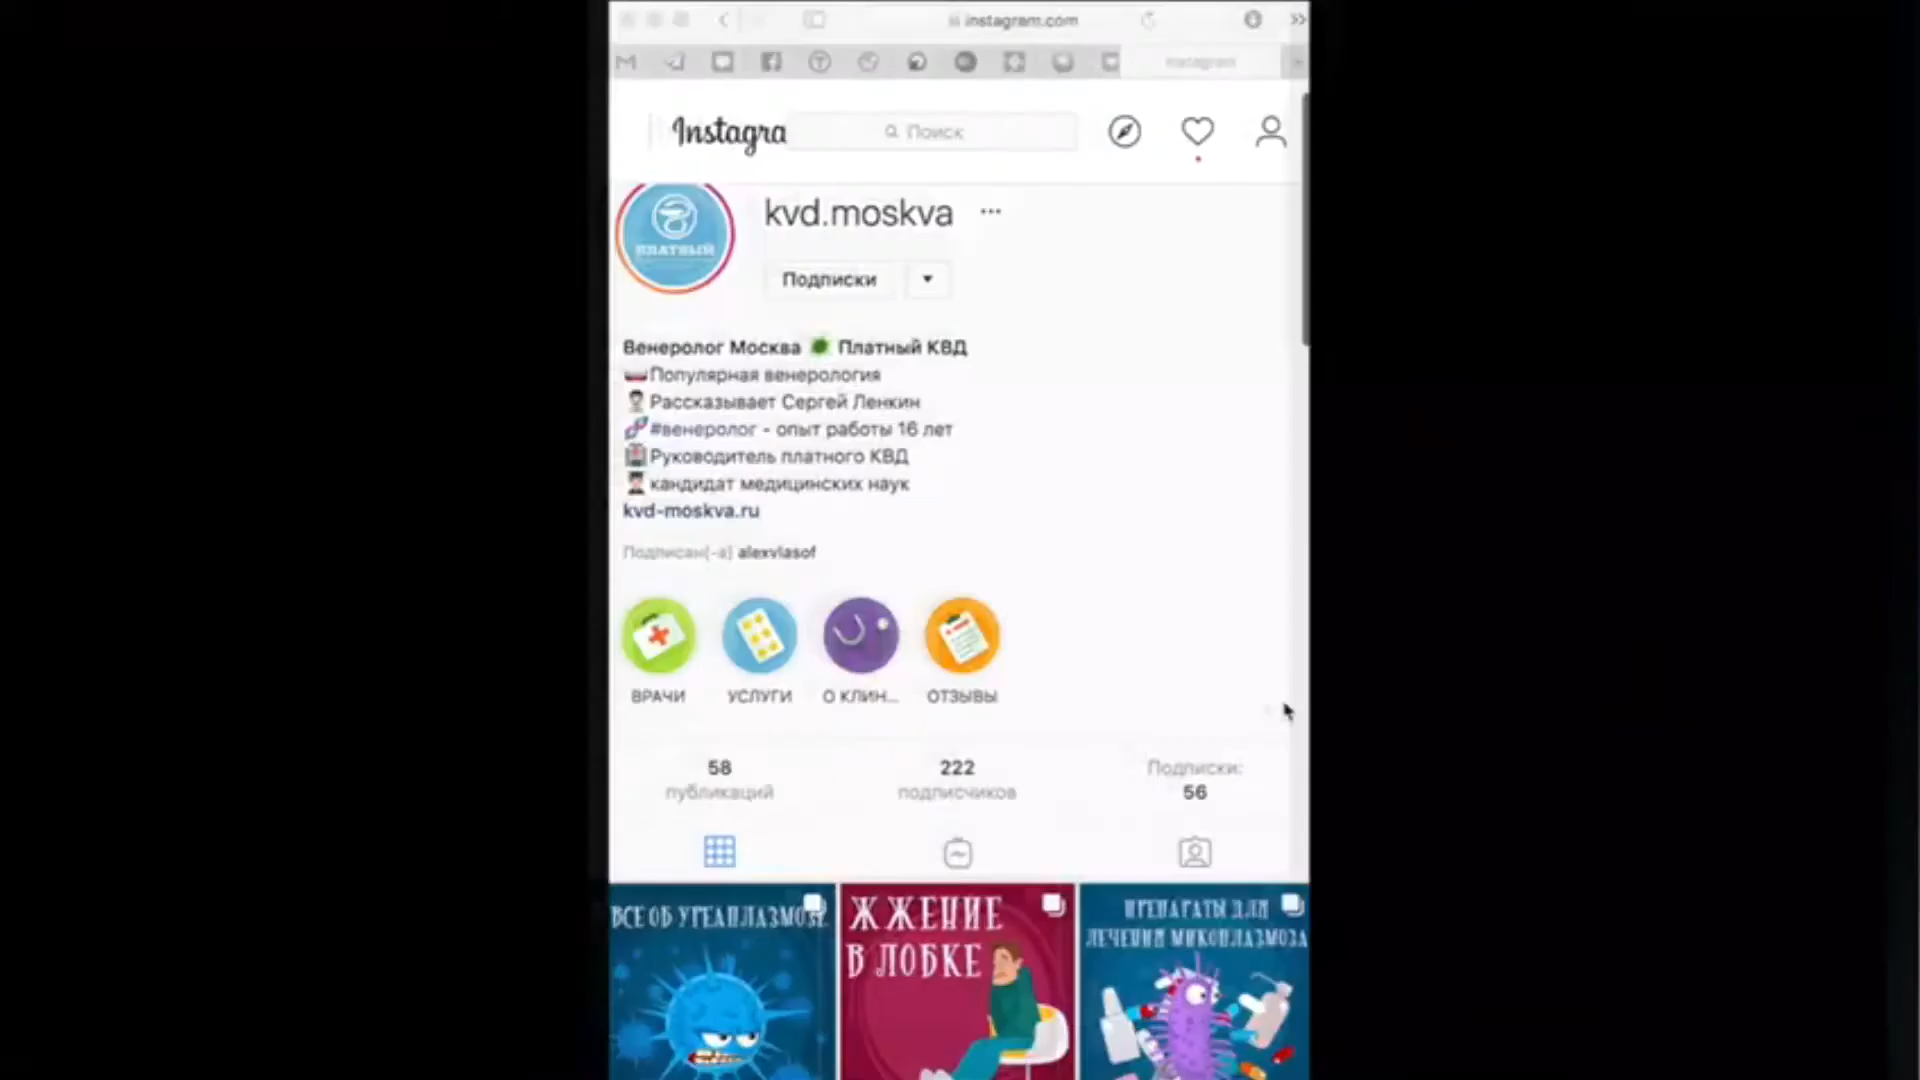 instagram.com
Instagram
Instagra
Поиск
kvd.moskva
ПЛАТНЫЙ
Подписки
Венеролог Москва Платный КВД
Популярная венерология
Рассказывает Сергей Ленкин
#венеролог - опыт работы 16 лет
Руководитель платного КВД
кандидат медицинских наук
kvd-moskva.ru
Подписан(-а) alexvlasof
ВРАЧИ УСЛУГИ О КЛИН... ОТЗЫВЫ
58 222 Подписки:
публикаций подписчиков 56
ВСЕ ОБ УРЕАПЛАЗМОЗЕ
ЖЖЕНИЕ
В ЛОБКЕ
ПРЕПАРАТЫ ДЛЯ
ЛЕЧЕНИЯ МИКОПЛАЗМОЗА